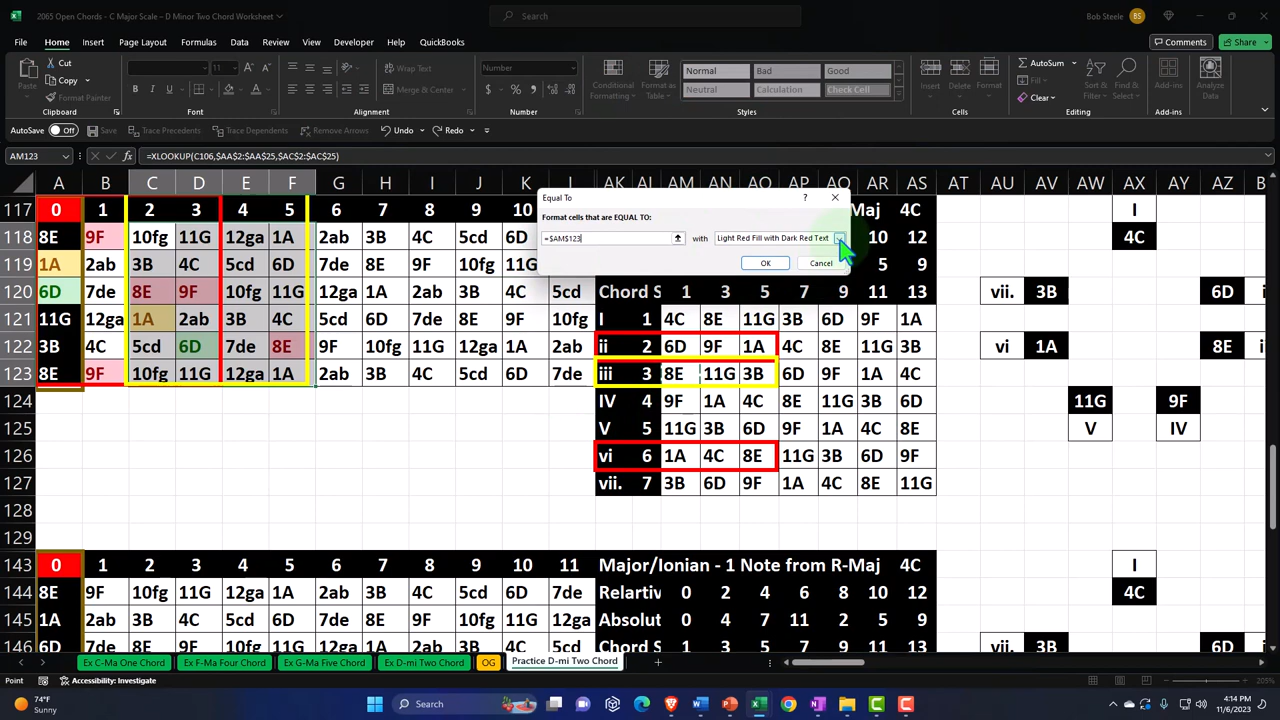 2065 Open Chords - C Major Scale – D Minor Two Chord Worksheet
Search
Bob Steele BS
File Home Insert Page Layout Formulas Data Review View Developer Help QuickBooks Comments Share
Cut
Copy
Format Painter
Paste
Wrap Text
Merge & Center
Number
Conditional Formatting
Format as Table
Normal Bad Good
Neutral Calculation Check Cell
Insert Delete Format
AutoSum
Fill
Clear
Sort & Filter
Find & Select
Add-ins
Analyze Data
Clipboard Font Alignment Number Styles Cells Editing Add-ins
AutoSave Off Save Trace Precedents Trace Dependents Remove Arrows Undo Redo
AM123 =XLOOKUP(C106,$AA$2:$AA$25,$AC$2:$AC$25)
A B C D E F G H I J K AK AL AM AN AO AP AQ AR AS AT AU AV AW AX AY AZ
Equal To
Format cells that are EQUAL TO:
=$AM$123 with Light Red Fill with Dark Red Text
OK Cancel
117 0 1 2 3 4 5 6 7 8 9 10 Maj 4C I
118 8E 9F 10fg 11G 12ga 1A 2ab 3B 4C 5cd 6D 10 12 4C
119 1A 2ab 3B 4C 5cd 6D 7de 8E 9F 10fg 11G 5 9
120 6D 7de 8E 9F 10fg 11G 12ga 1A 2ab 3B 4C 5cd Chord S 1 3 5 7 9 11 13 vii. 3B 6D
121 11G 12ga 1A 2ab 3B 4C 5cd 6D 7de 8E 9F 10fg I 1 4C 8E 11G 3B 6D 9F 1A
122 3B 4C 5cd 6D 7de 8E 9F 10fg 11G 12ga 1A 2ab ii 2 6D 9F 1A 4C 8E 11G 3B vi 1A 8E
123 8E 9F 10fg 11G 12ga 1A 2ab 3B 4C 5cd 6D 7de iii 3 8E 11G 3B 6D 9F 1A 4C
124 IV 4 9F 1A 4C 8E 11G 3B 6D 11G 9F
125 V 5 11G 3B 6D 9F 1A 4C 8E V IV
126 vi 6 1A 4C 8E 11G 3B 6D 9F
127 vii. 7 3B 6D 9F 1A 4C 8E 11G
128
129
143 0 1 2 3 4 5 6 7 8 9 10 11 Major/Ionian - 1 Note from R-Maj 4C I
144 8E 9F 10fg 11G 12ga 1A 2ab 3B 4C 5cd 6D 7de Relativ 0 2 4 6 8 10 12 4C
145 1A 2ab 3B 4C 5cd 6D 7de 8E 9F 10fg 11G 12ga Absolut 0 4 7 11 2 5 9
146 6D 7de 8E 9F 10fg 11G 12ga 1A 2ab 3B 4C 5cd Chord S 1 3 5 7 9 11 13 vii. 3B 6D
Ex C-Ma One Chord Ex F-Ma Four Chord Ex G-Ma Five Chord Ex D-mi Two Chord OG Practice D-mi Two Chord
Point Accessibility: Investigate 205%
74°F
Sunny
Search
4:14 PM
11/6/2023